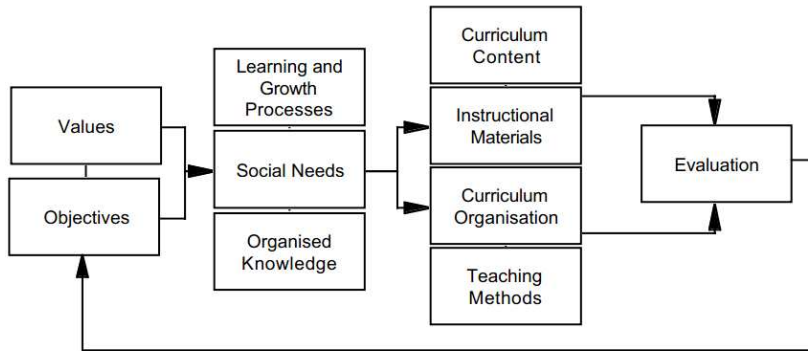 Values
Objectives
Learning and
Growth
Processes
Social Needs
Organised
Knowledge
Curriculum
Content
Instructional
Materials
Curriculum
Organisation
Teaching
Methods
Evaluation